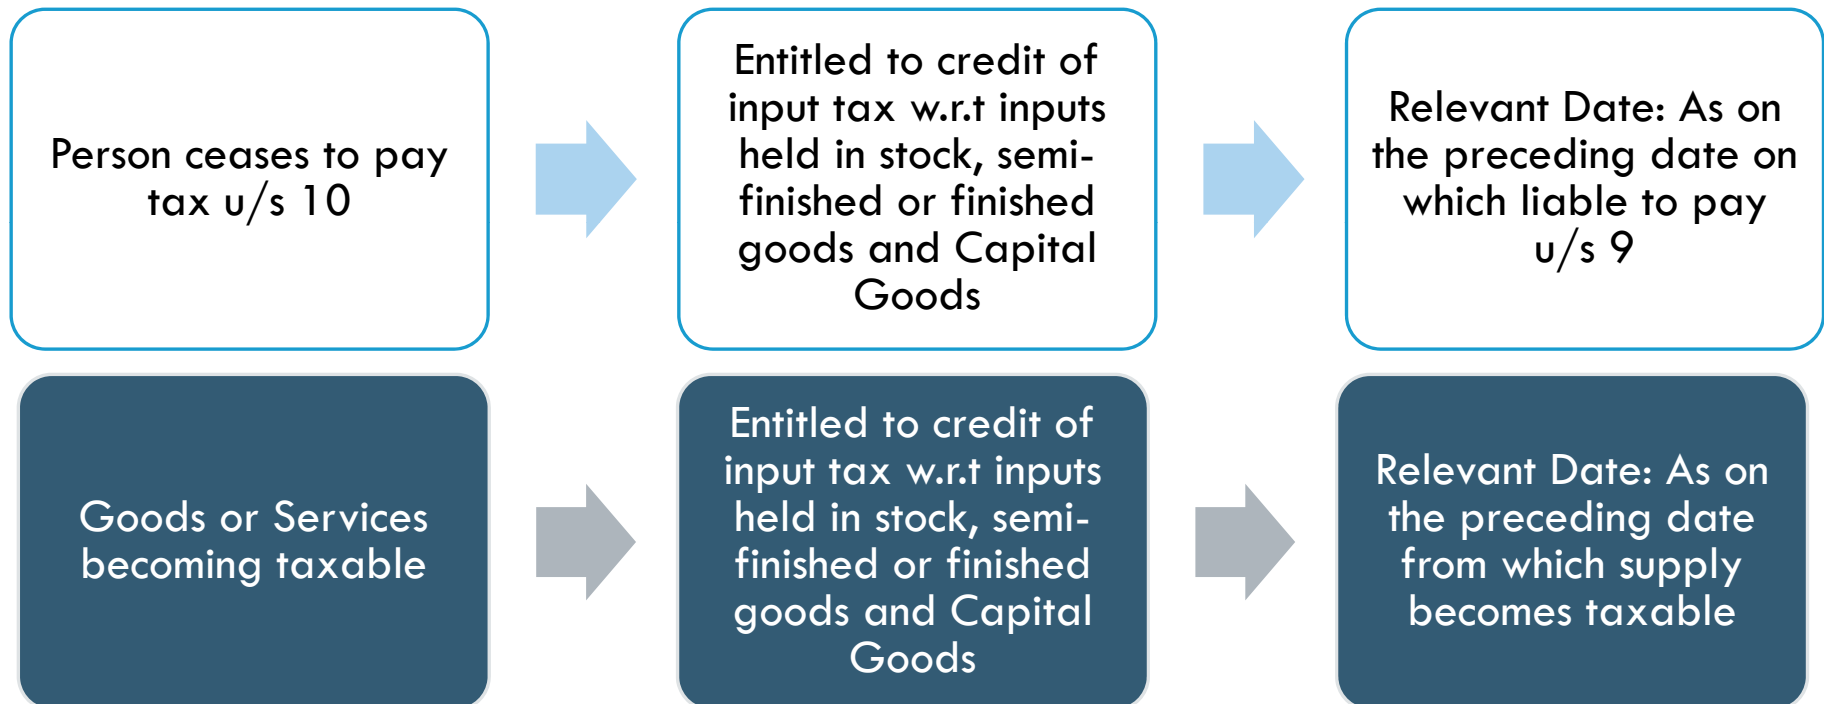 Person ceases to pay
tax u/s 10
Entitled to credit of
input tax w.r.t inputs
held in stock, semi-
finished or finished
goods and Capital
Goods
Relevant Date: As on
the preceding date on
which liable to pay
u/s 9
Goods or Services
becoming taxable
Entitled to credit of
input tax w.r.t inputs
held in stock, semi-
finished or finished
goods and Capital
Goods
Relevant Date: As on
the preceding date
from which supply
becomes taxable